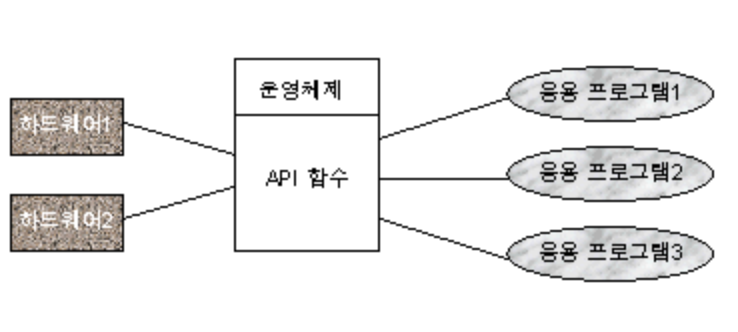 하드웨어1
하드웨어2
운영체제
API 함수
응용 프로그램1
응용 프로그램2
응용 프로그램3